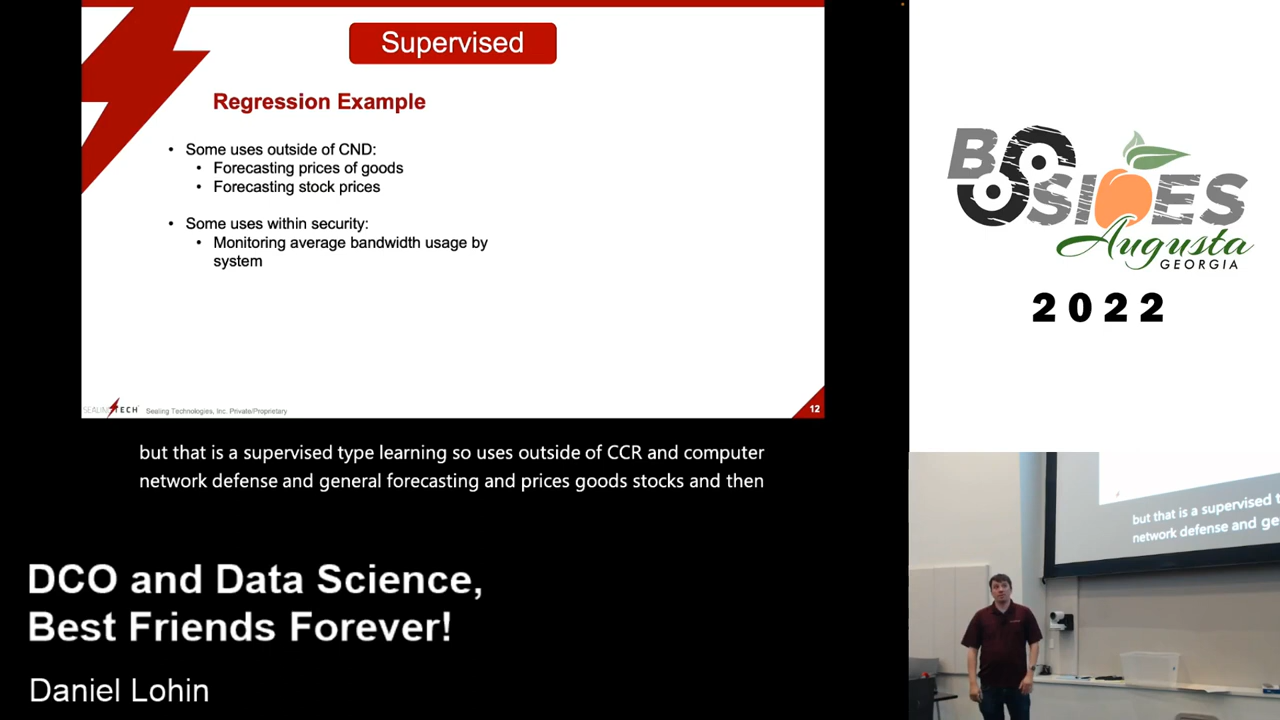 Supervised
Regression Example
• Some uses outside of CND:
• Forecasting prices of goods
• Forecasting stock prices
• Some uses within security:
• Monitoring average bandwidth usage by
system
SEALINGTECH Sealing Technologies, Inc. Private/Proprietary
12
but that is a supervised type learning so uses outside of CCR and computer
network defense and general forecasting and prices goods stocks and then
DCO and Data Science,
Best Friends Forever!
Daniel Lohin
BSIDES
Augusta
GEORGIA
2022
but that is a supervised t
network defense and ge